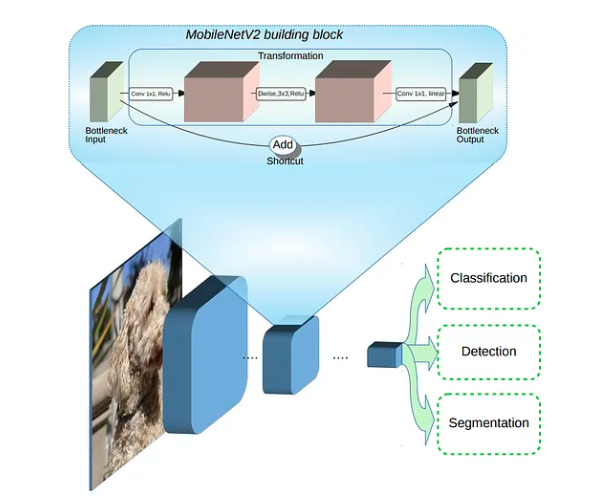 MobileNetV2 building block
Transformation
Conv 1x1, Relu
Dwise,3x3,Relu
Conv 1x1, linear
Bottleneck
Input
Bottleneck
Output
Add
Shortcut
Classification
Detection
Segmentation